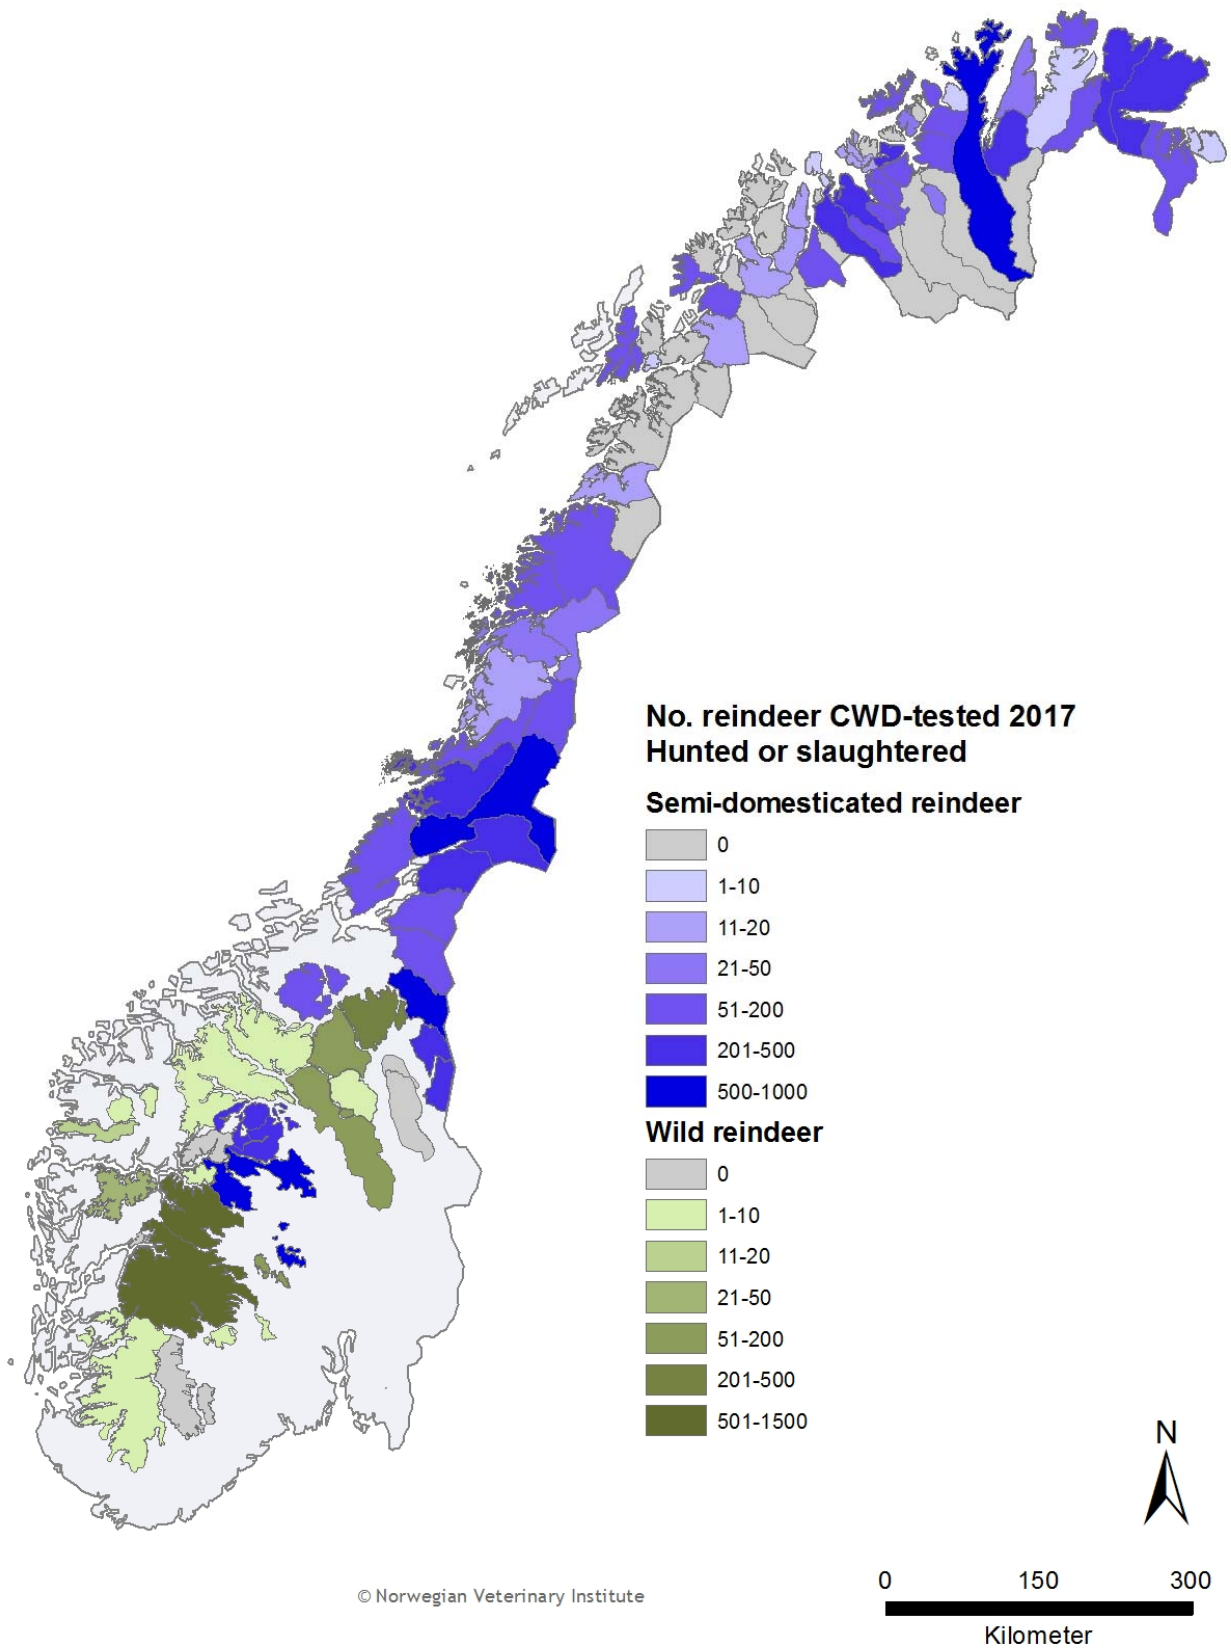 No. reindeer CWD-tested 2017
Hunted or slaughtered
Semi-domesticated reindeer
0
1-10
11-20
21-50
51-200
201-500
500-1000
Wild reindeer
0
1-10
11-20
21-50
51-200
201-500
501-1500
N
© Norwegian Veterinary Institute
0 150 300
Kilometer